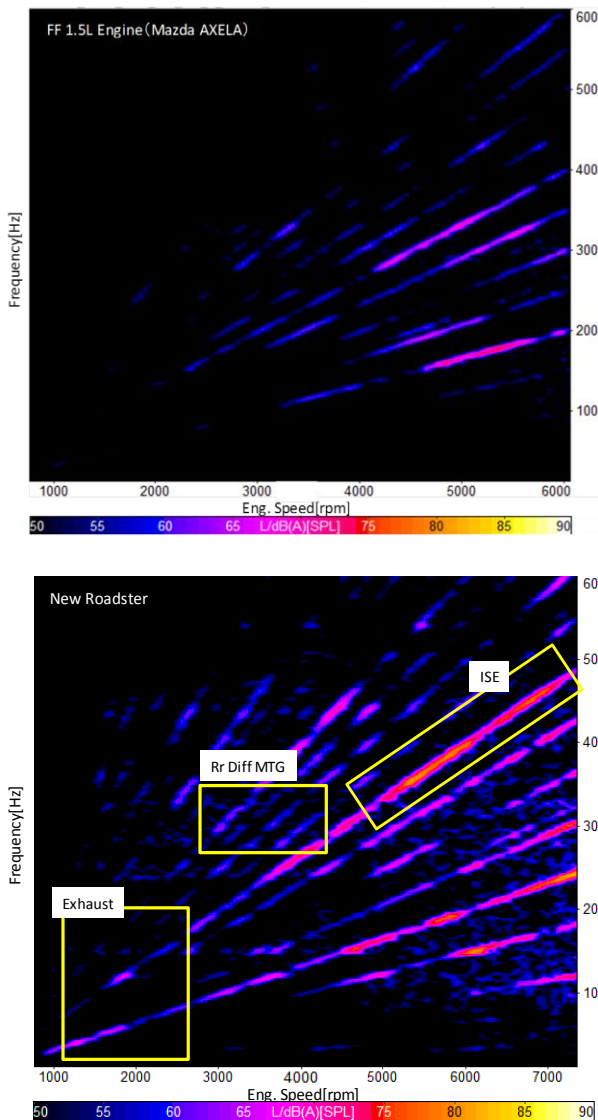 FF 1.5L Engine(Mazda AXELA)
600
500
400
300
200
100
Frequency[Hz]
1000 2000 3000 4000 5000 6000
Eng. Speed[rpm]
50 55 60 65 L/dB(A)[SPL] 75 80 85 90
New Roadster
60
50
40
30
20
10
Frequency[Hz]
ISE
Rr Diff MTG
Exhaust
1000 2000 3000 4000 5000 6000 7000
Eng. Speed[rpm]
50 55 60 65 L/dB(A)[SPL] 75 80 85 90